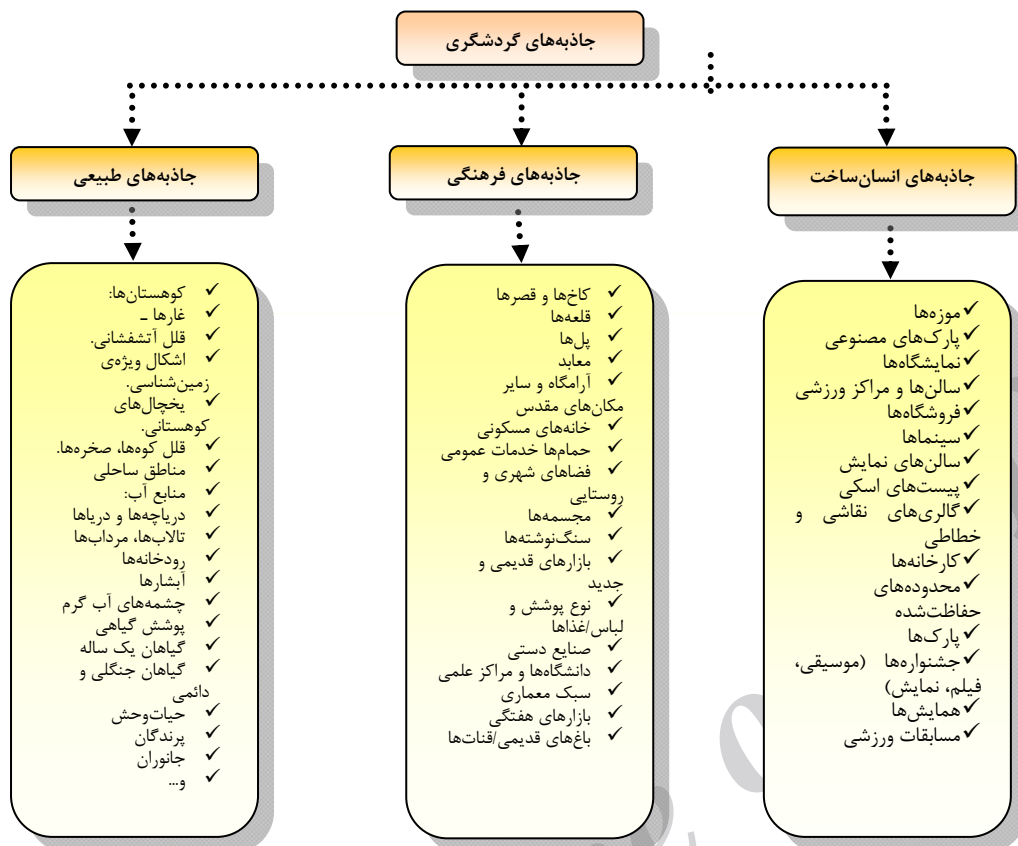 جاذبه‌های گردشگری
جاذبه‌های انسان‌ساخت
✓موزه‌ها
✓پارک‌های مصنوعی
✓نمایشگاه‌ها
✓سالن‌ها و مراکز ورزشی
✓فروشگاه‌ها
✓سینماها
✓سالن‌های نمایش
✓پیست‌های اسکی
✓گالری‌های نقاشی و
خطاطی
✓کارخانه‌ها
✓محدوده‌های
حفاظت‌شده
✓پارک‌ها
✓جشنواره‌ها (موسیقی،
فیلم، نمایش)
✓همایش‌ها
✓مسابقات ورزشی
جاذبه‌های فرهنگی
✓ کاخ‌ها و قصرها
✓ قلعه‌ها
✓ پل‌ها
✓ معابد
✓ آرامگاه و سایر
مکان‌های مقدس
✓ خانه‌های مسکونی
✓ حمام‌ها خدمات عمومی
✓ فضاهای شهری و
روستایی
✓ مجسمه‌ها
✓ سنگ‌نوشته‌ها
✓ بازارهای قدیمی و
جدید
✓ نوع پوشش و
لباس/غذاها
✓ صنایع دستی
✓ دانشگاه‌ها و مراکز علمی
✓ سبک معماری
✓ بازارهای هفتگی
✓ باغ‌های قدیمی/قنات‌ها
جاذبه‌های طبیعی
✓ کوهستان‌ها:
✓ غارها ـ
✓ قلل آتشفشانی.
✓ اشکال ویژه‌ی
زمین‌شناسی.
✓ یخچال‌های
کوهستانی.
✓ قلل کوه‌ها، صخره‌ها.
✓ مناطق ساحلی
✓ منابع آب:
✓ دریاچه‌ها و دریاها
✓ تالاب‌ها، مرداب‌ها
✓ رودخانه‌ها
✓ آبشارها
✓ چشمه‌های آب گرم
✓ پوشش گیاهی
✓ گیاهان یک ساله
✓ گیاهان جنگلی و
دائمی
✓ حیات‌وحش
✓ پرندگان
✓ جانوران
✓ و...